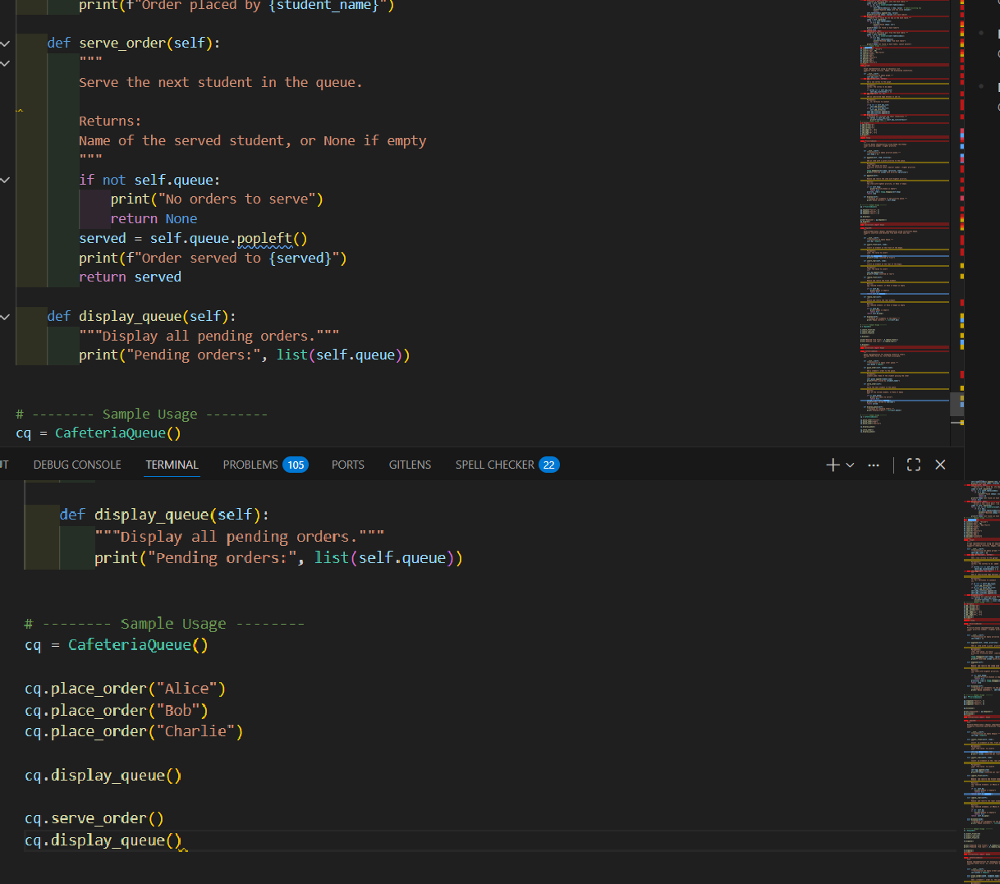 print(f"Order placed by {student_name}")
def serve_order(self):
"""
Serve the next student in the queue.
Returns:
Name of the served student, or None if empty
"""
if not self.queue:
print("No orders to serve")
return None
served = self.queue.popleft()
print(f"Order served to {served}")
return served
def display_queue(self):
"""Display all pending orders."""
print("Pending orders:", list(self.queue))
# -------- Sample Usage --------
cq = CafeteriaQueue()
DEBUG CONSOLE TERMINAL PROBLEMS 105 PORTS GITLENS SPELL CHECKER 22
def display_queue(self):
"""Display all pending orders."""
print("Pending orders:", list(self.queue))
# -------- Sample Usage --------
cq = CafeteriaQueue()
cq.place_order("Alice")
cq.place_order("Bob")
cq.place_order("Charlie")
cq.display_queue()
cq.serve_order()
cq.display_queue()